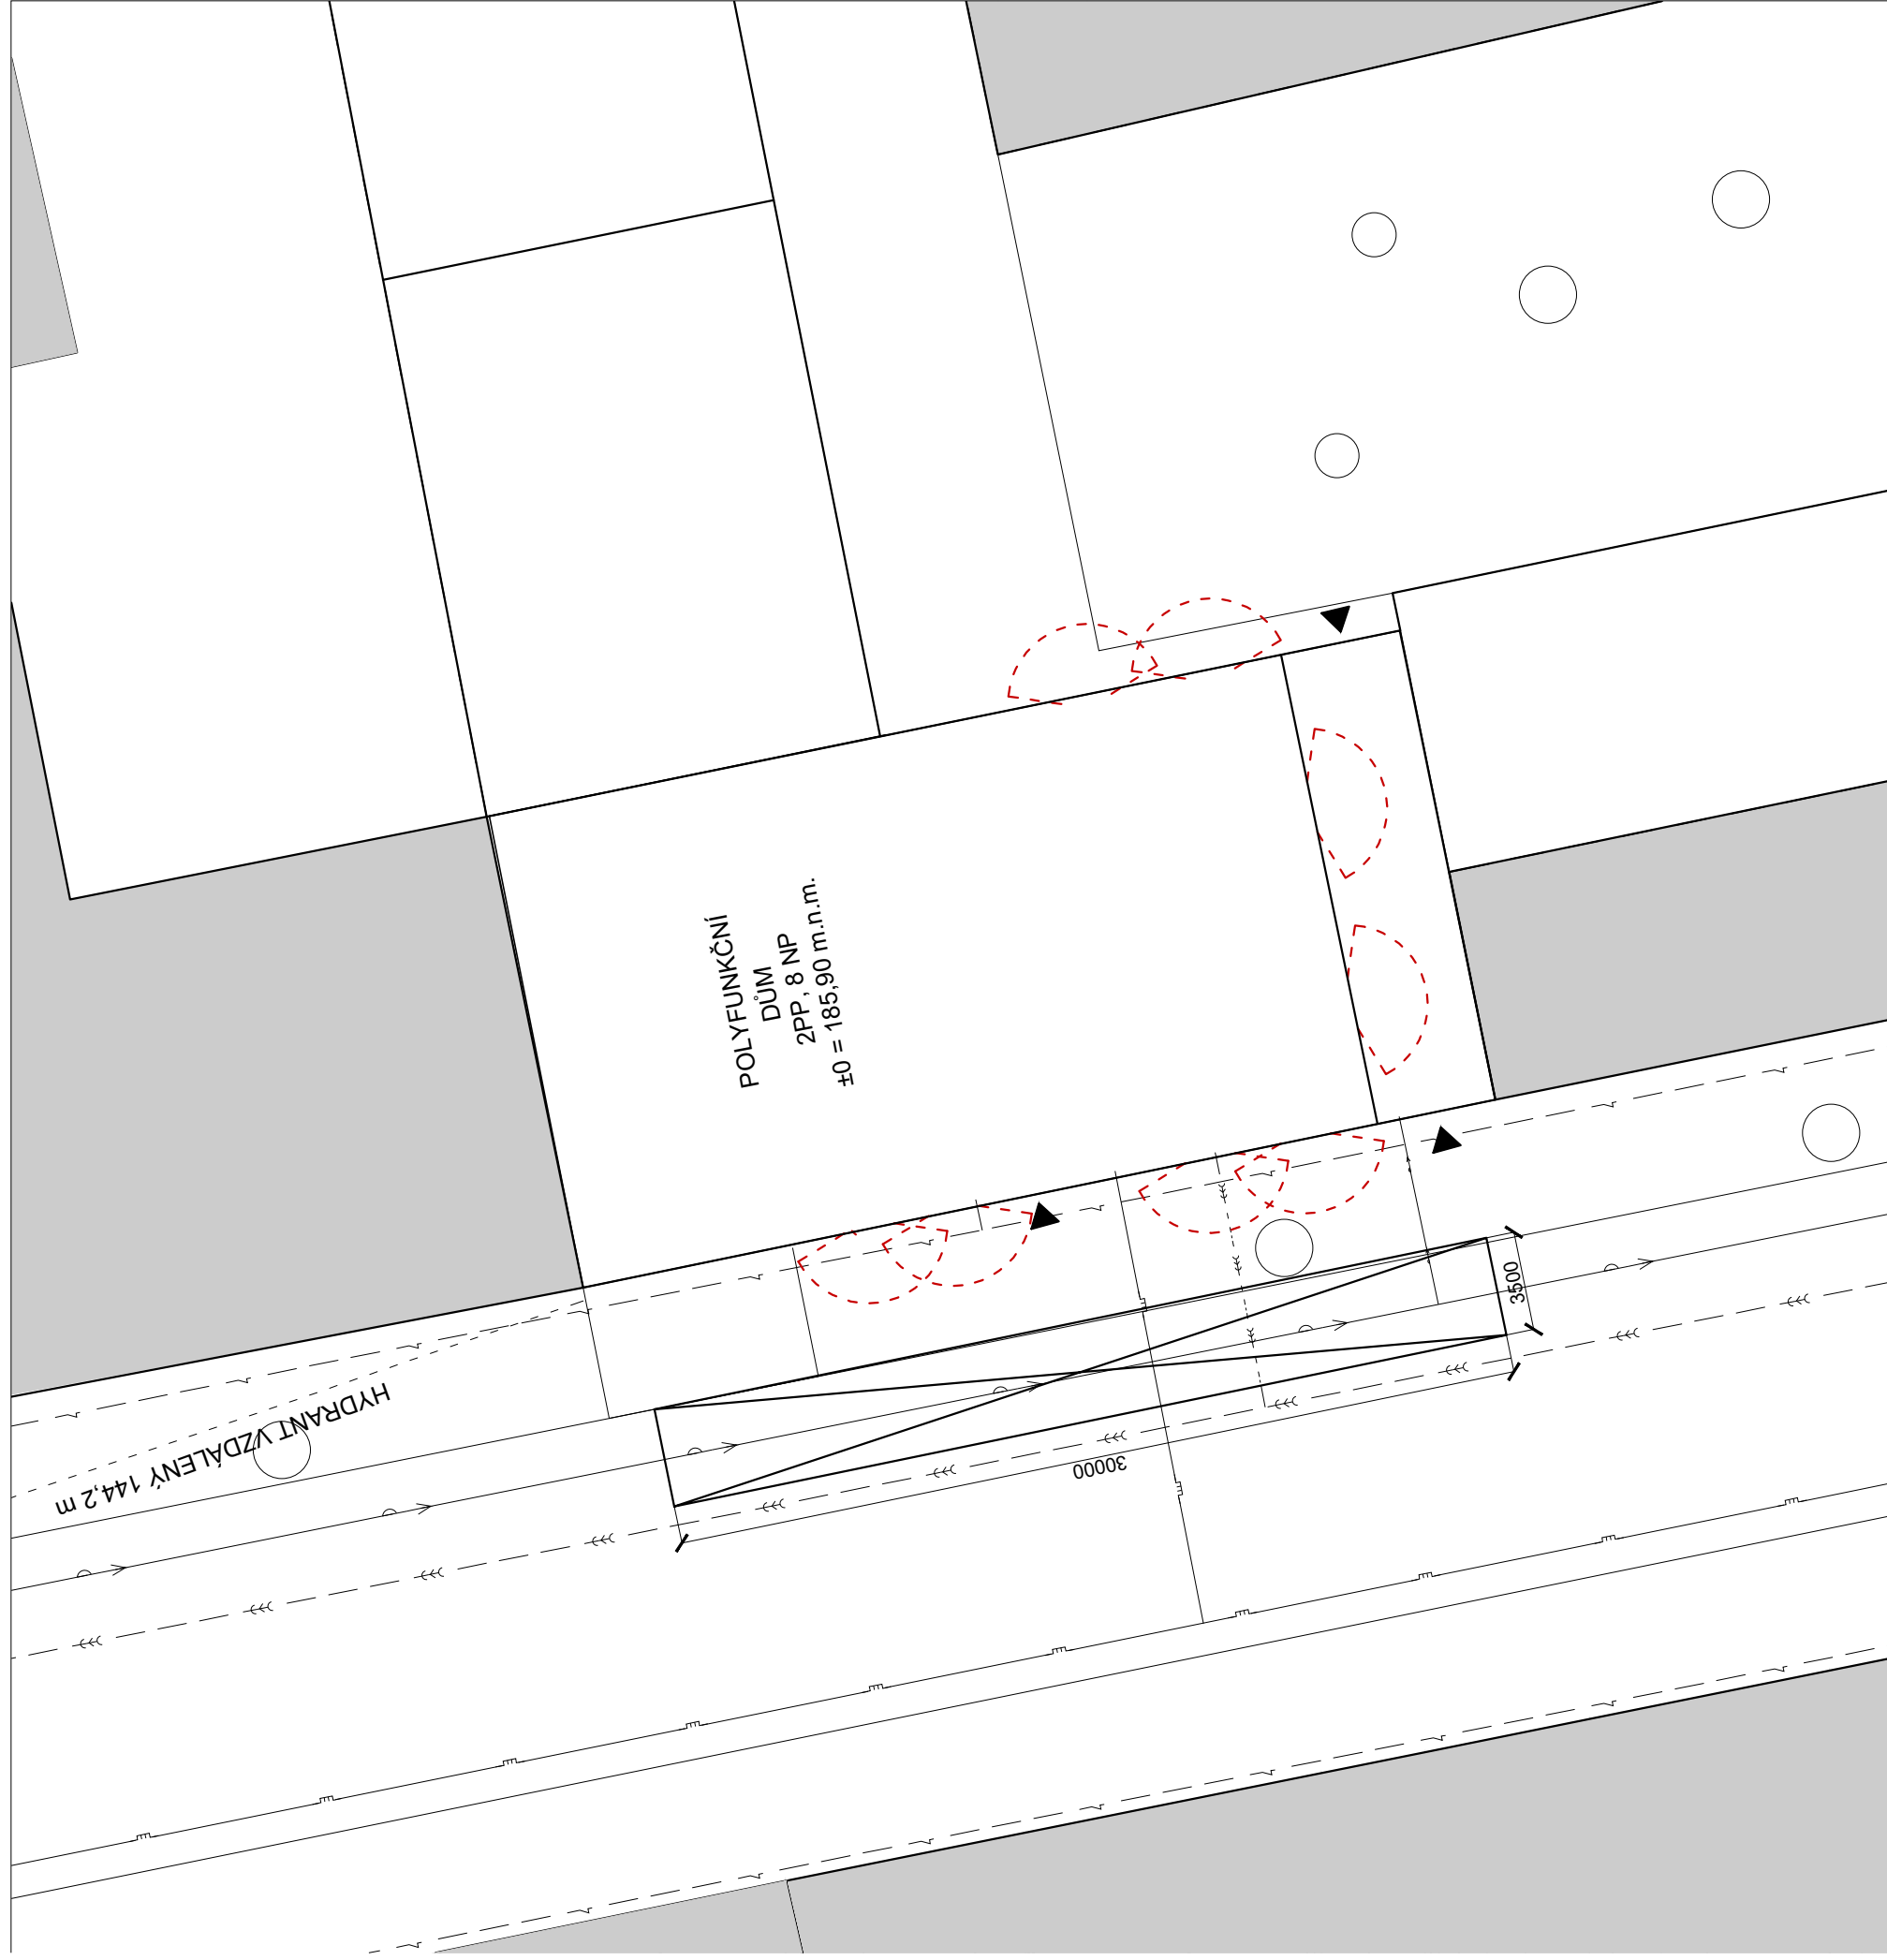 POLYFUNKČNÍ
DŮM
2PP, 8 NP
±0 = 185,90 m.n.m.
HYDRANT VZDÁLENÝ 144,2 m
3500
30000